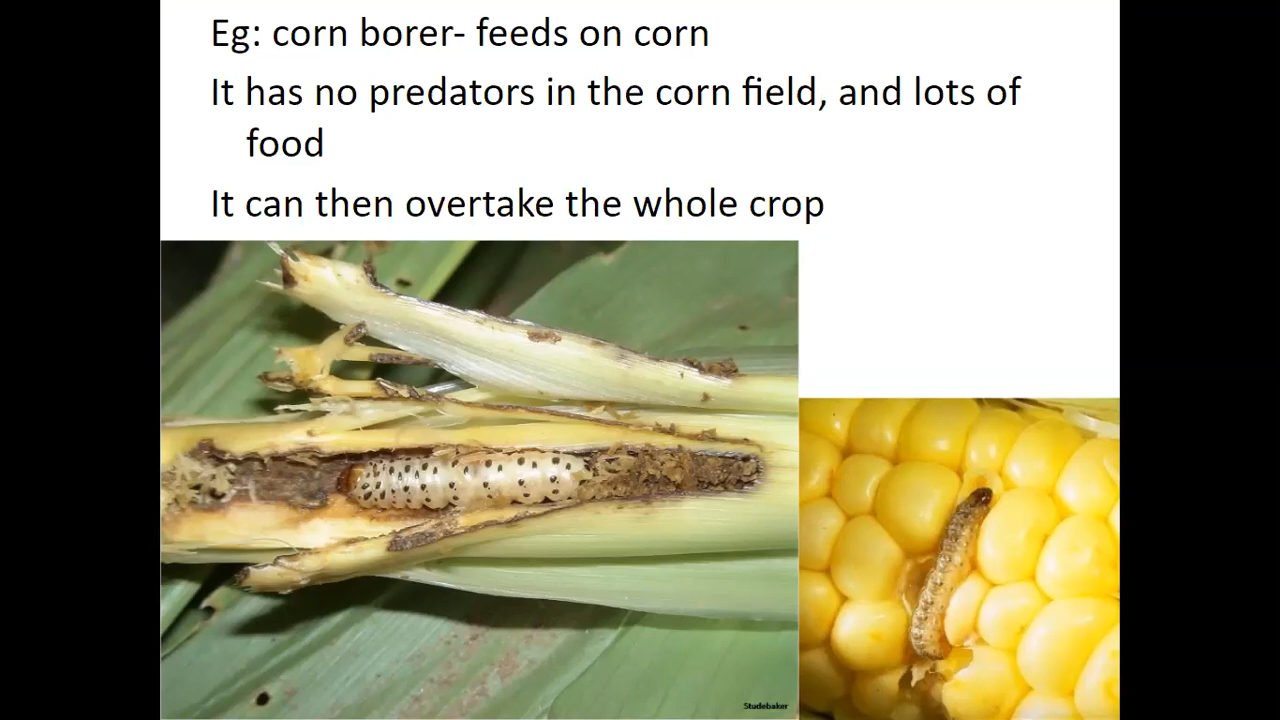 Eg: corn borer- feeds on corn
It has no predators in the corn field, and lots of
food
It can then overtake the whole crop
Studebaker